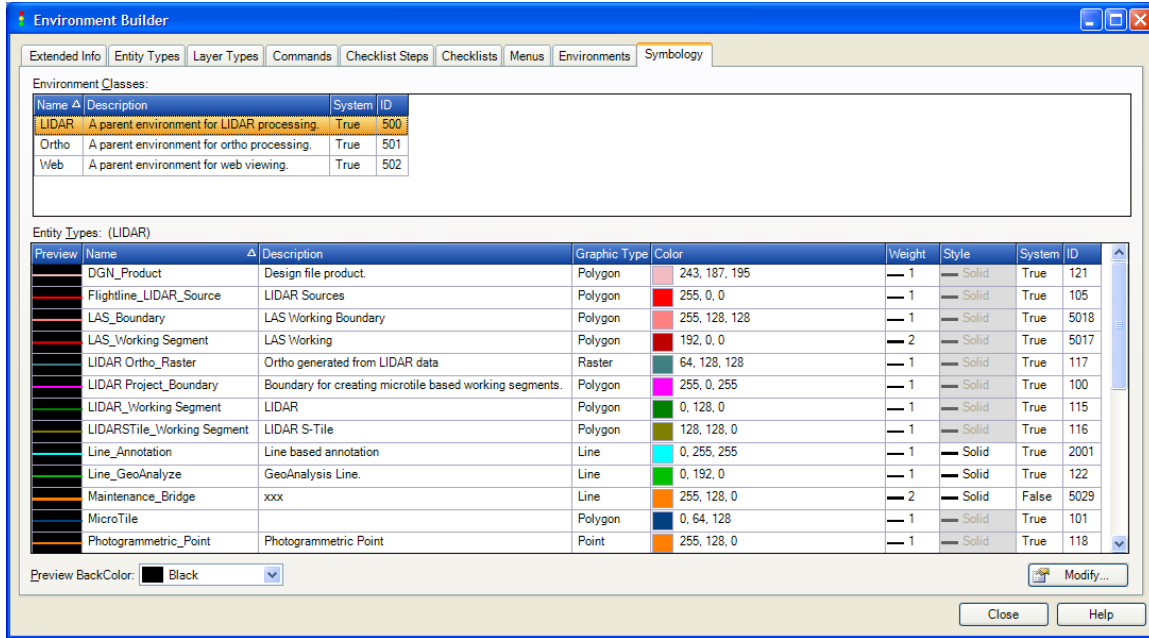 Environment Builder
Extended Info Entity Types Layer Types Commands Checklist Steps Checklists Menus Environments Symbology
Environment Classes:
Name Description System ID
LIDAR A parent environment for LIDAR processing. True 500
Ortho A parent environment for ortho processing. True 501
Web A parent environment for web viewing. True 502
Entity Types: (LIDAR)
Preview Name Description Graphic Type Color Weight Style System ID
DGN_Product Design file product. Polygon 243, 187, 195 1 Solid True 121
Flightline_LIDAR_Source LIDAR Sources Polygon 255, 0, 0 1 Solid True 105
LAS_Boundary LAS Working Boundary Polygon 255, 128, 128 1 Solid True 5018
LAS_Working Segment LAS Working Polygon 192, 0, 0 2 Solid True 5017
LIDAR Ortho_Raster Ortho generated from LIDAR data Raster 64, 128, 128 1 Solid True 117
LIDAR Project_Boundary Boundary for creating microtile based working segments. Polygon 255, 0, 255 1 Solid True 100
LIDAR_Working Segment LIDAR Polygon 0, 128, 0 1 Solid True 115
LIDARSTile_Working Segment LIDAR S-Tile Polygon 128, 128, 0 1 Solid True 116
Line_Annotation Line based annotation Line 0, 255, 255 1 Solid True 2001
Line_GeoAnalyze GeoAnalysis Line. Line 0, 192, 0 1 Solid True 122
Maintenance_Bridge xxx Line 255, 128, 0 2 Solid False 5029
MicroTile Polygon 0, 64, 128 1 Solid True 101
Photogrammetric_Point Photogrammetric Point Point 255, 128, 0 1 Solid True 118
Preview BackColor: Black Modify...
Close Help